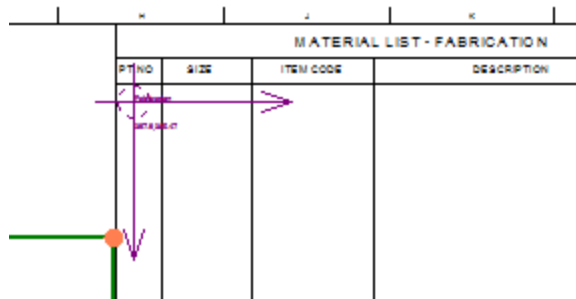 H J K
MATERIAL LIST - FABRICATION
PT NO SIZE ITEM CODE DESCRIPTION